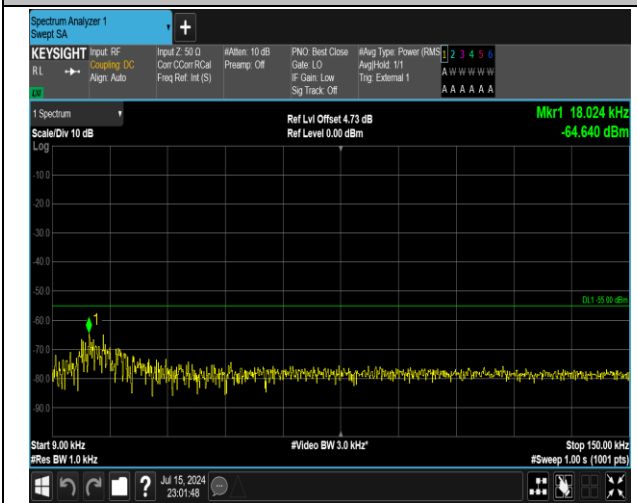 Spectrum Analyzer 1
Swept SA
+
KEYSIGHT Input: RF Input Z: 50 Ω #Atten: 10 dB PNO: Best Close #Avg Type: Power (RMS 1 2 3 4 5 6
RL Coupling: DC Corr CCorr RCal Preamp: Off Gate: LO Avg|Hold: 1/1 A W W W W W
Align: Auto Freq Ref: Int (S) IF Gain: Low Trig: External 1
Sig Track: Off A A A A A A
LXI
1 Spectrum Ref Lvl Offset 4.73 dB Mkr1 18.024 kHz
Scale/Div 10 dB Ref Level 0.00 dBm -64.640 dBm
Log
-10.0
-20.0
-30.0
-40.0
-50.0
DL1 -55.00 dBm
-60.0
1
-70.0
-80.0
-90.0
Start 9.00 kHz #Video BW 3.0 kHz* Stop 150.00 kHz
#Res BW 1.0 kHz #Sweep 1.00 s (1001 pts)
? Jul 15, 2024
23:01:48